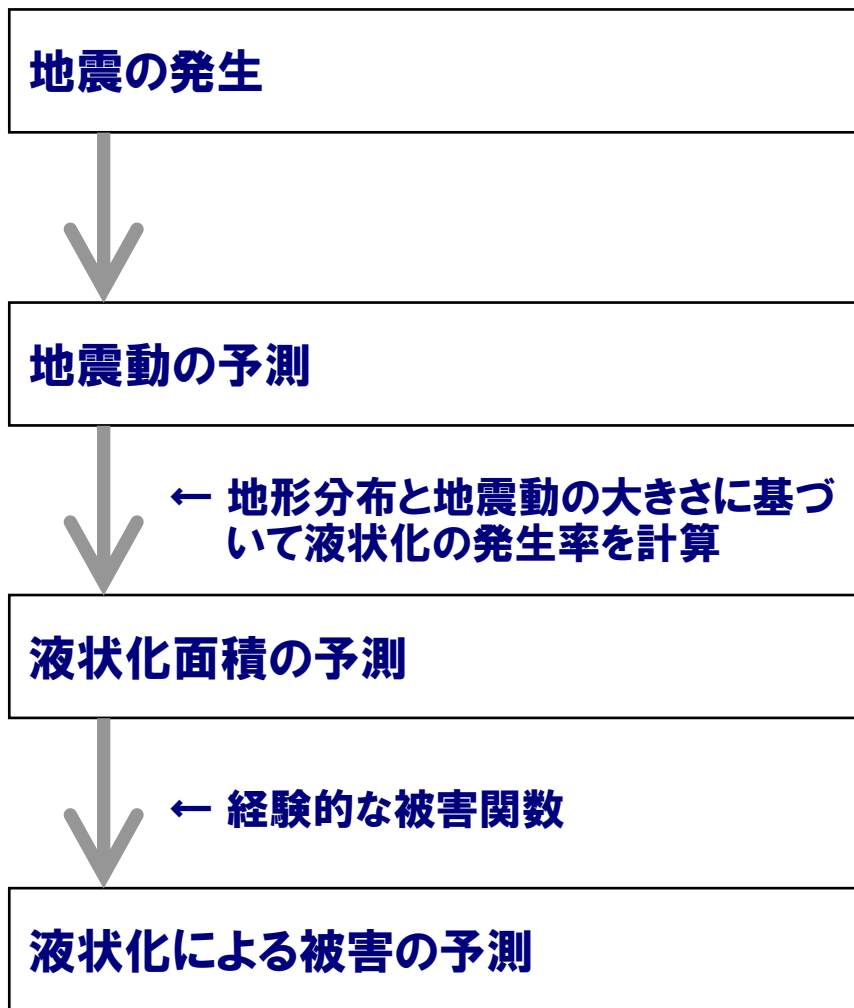 地震の発生
地震動の予測
← 地形分布と地震動の大きさに基づ
いて液状化の発生率を計算
液状化面積の予測
← 経験的な被害関数
液状化による被害の予測